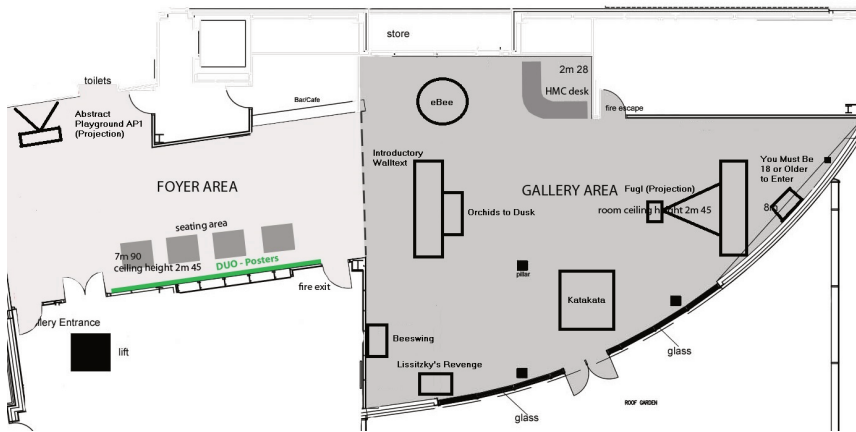 store
2m 28
HMC desk
toilets
Bar/Cafe
eBee
fire escape
Abstract
Playground AP1
(Projection)
Introductory
Walltext
You Must Be
18 or Older
to Enter
FOYER AREA
GALLERY AREA
Fugl (Projection)
Orchids to Dusk
room ceiling height 2m 45
8m
seating area
7m 90
ceiling height 2m 45
DUO - Posters
fire exit
pillar
Katakata
llery Entrance
lift
Beeswing
Lissitzky's Revenge
glass
glass
ROOF GARDEN